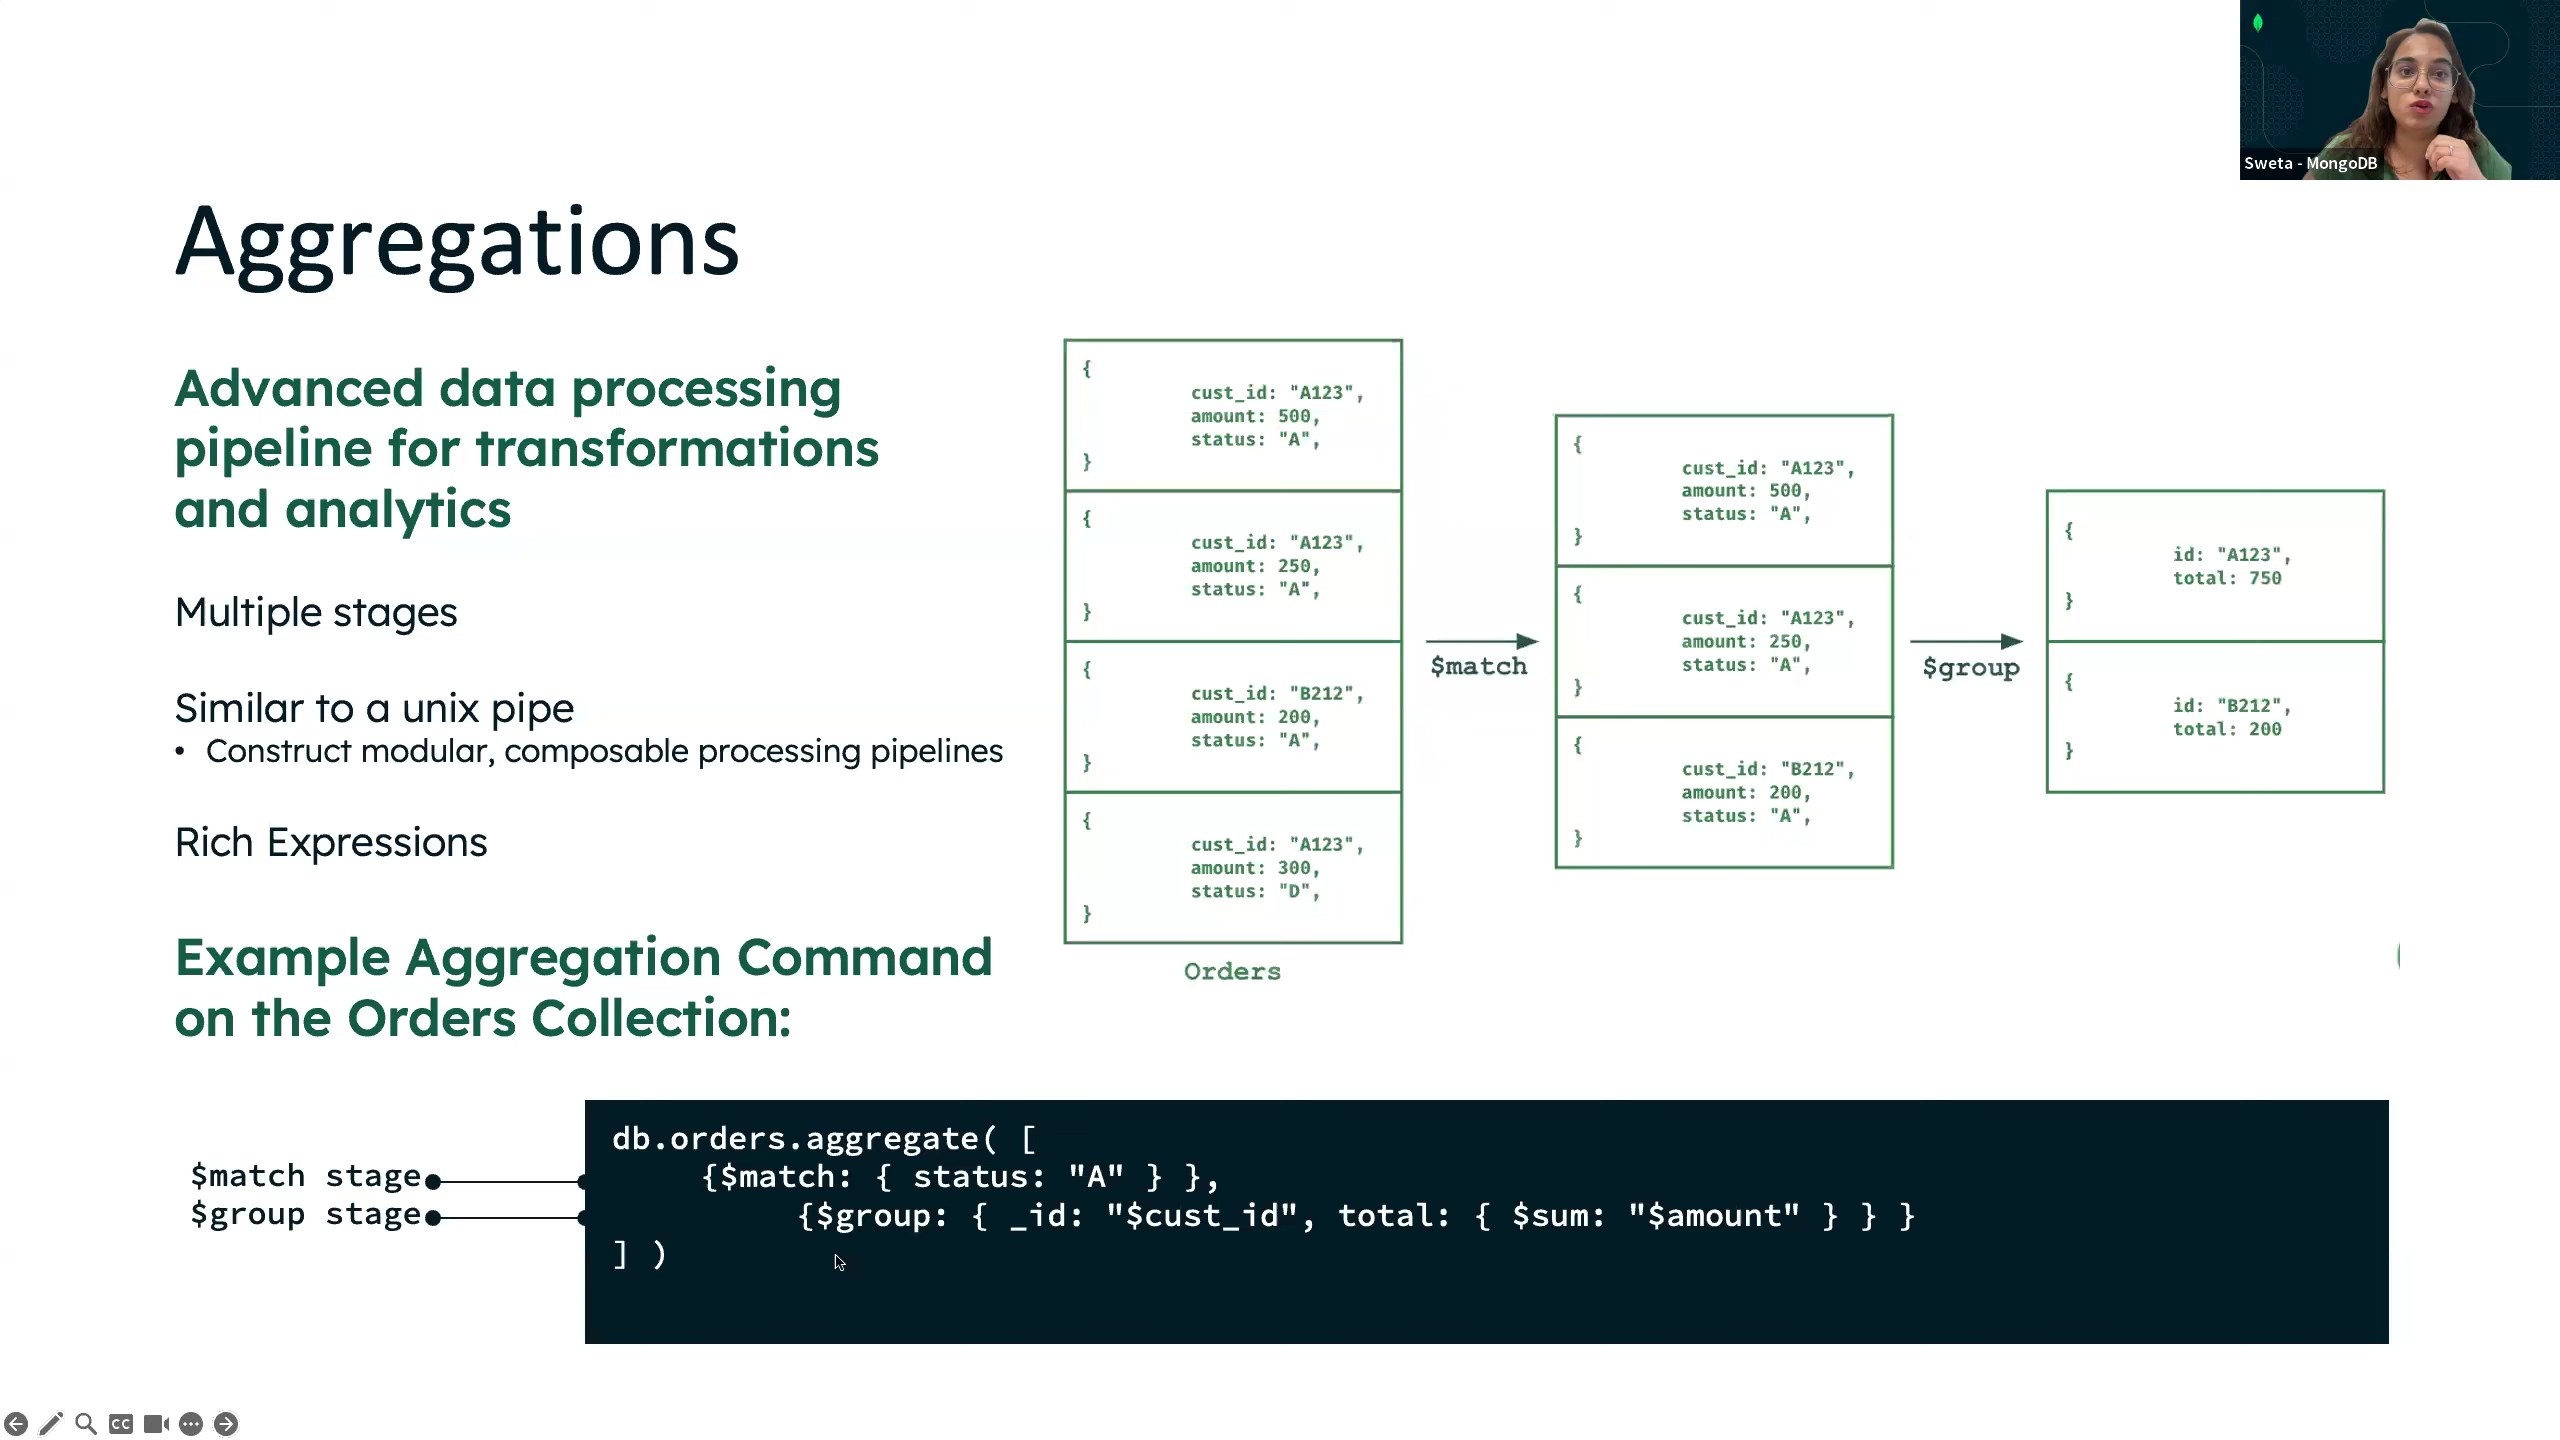 Sweta - MongoDB
Aggregations
Advanced data processing
pipeline for transformations
and analytics
Multiple stages
Similar to a unix pipe
• Construct modular, composable processing pipelines
Rich Expressions
Example Aggregation Command
on the Orders Collection:
{
cust_id: "A123",
amount: 500,
status: "A",
}
{
cust_id: "A123",
amount: 250,
status: "A",
}
{
cust_id: "B212",
amount: 200,
status: "A",
}
{
cust_id: "A123",
amount: 300,
status: "D",
}
Orders
$match
{
cust_id: "A123",
amount: 500,
status: "A",
}
{
cust_id: "A123",
amount: 250,
status: "A",
}
{
cust_id: "B212",
amount: 200,
status: "A",
}
$group
{
id: "A123",
total: 750
}
{
id: "B212",
total: 200
}
$match stage
$group stage
db.orders.aggregate( [
{$match: { status: "A" } },
{$group: { _id: "$cust_id", total: { $sum: "$amount" } } }
] )
CC